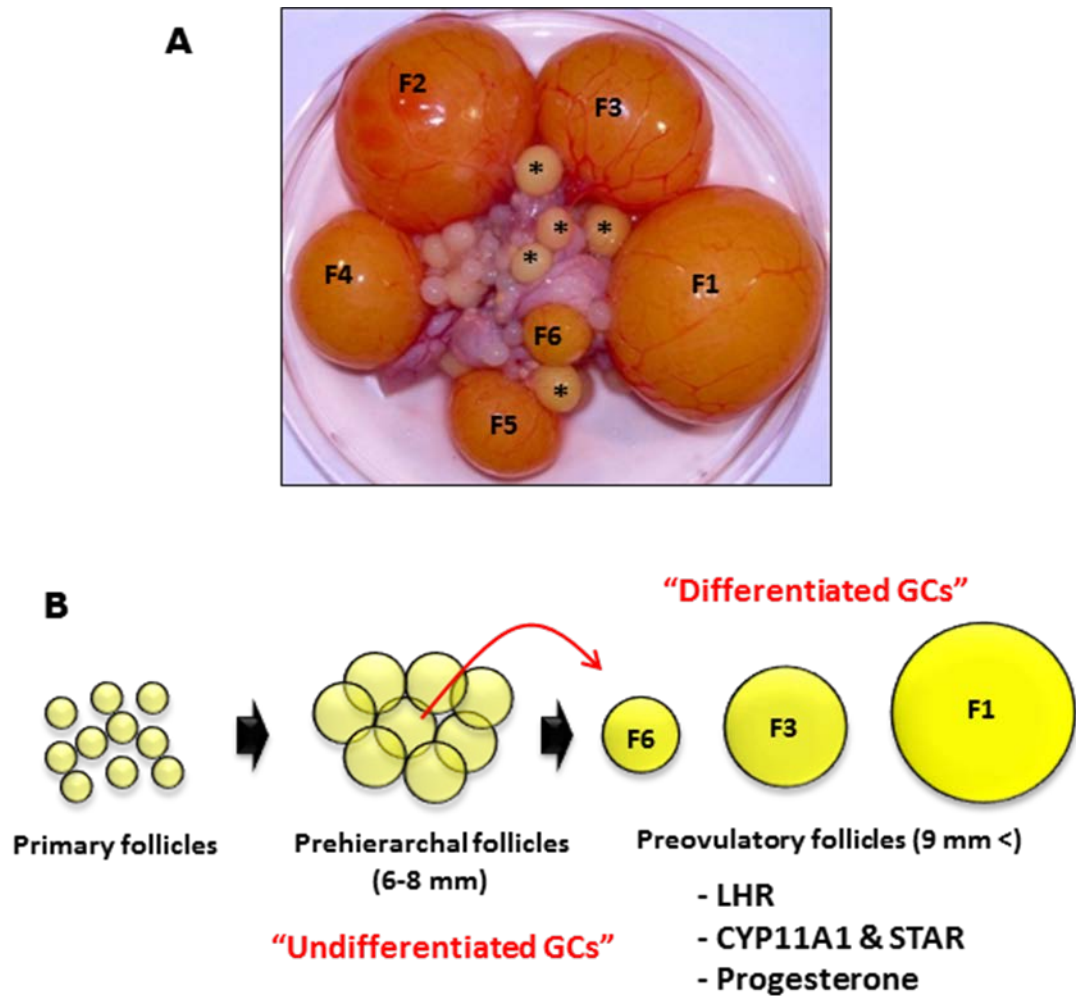 A
F2
F3
*
*
*
*
F4
F1
F6
*
F5
B
“Differentiated GCs”
F6
F3
F1
Primary follicles
Prehierarchal follicles
(6-8 mm)
Preovulatory follicles (9 mm <)
“Undifferentiated GCs”
- LHR
- CYP11A1 & STAR
- Progesterone